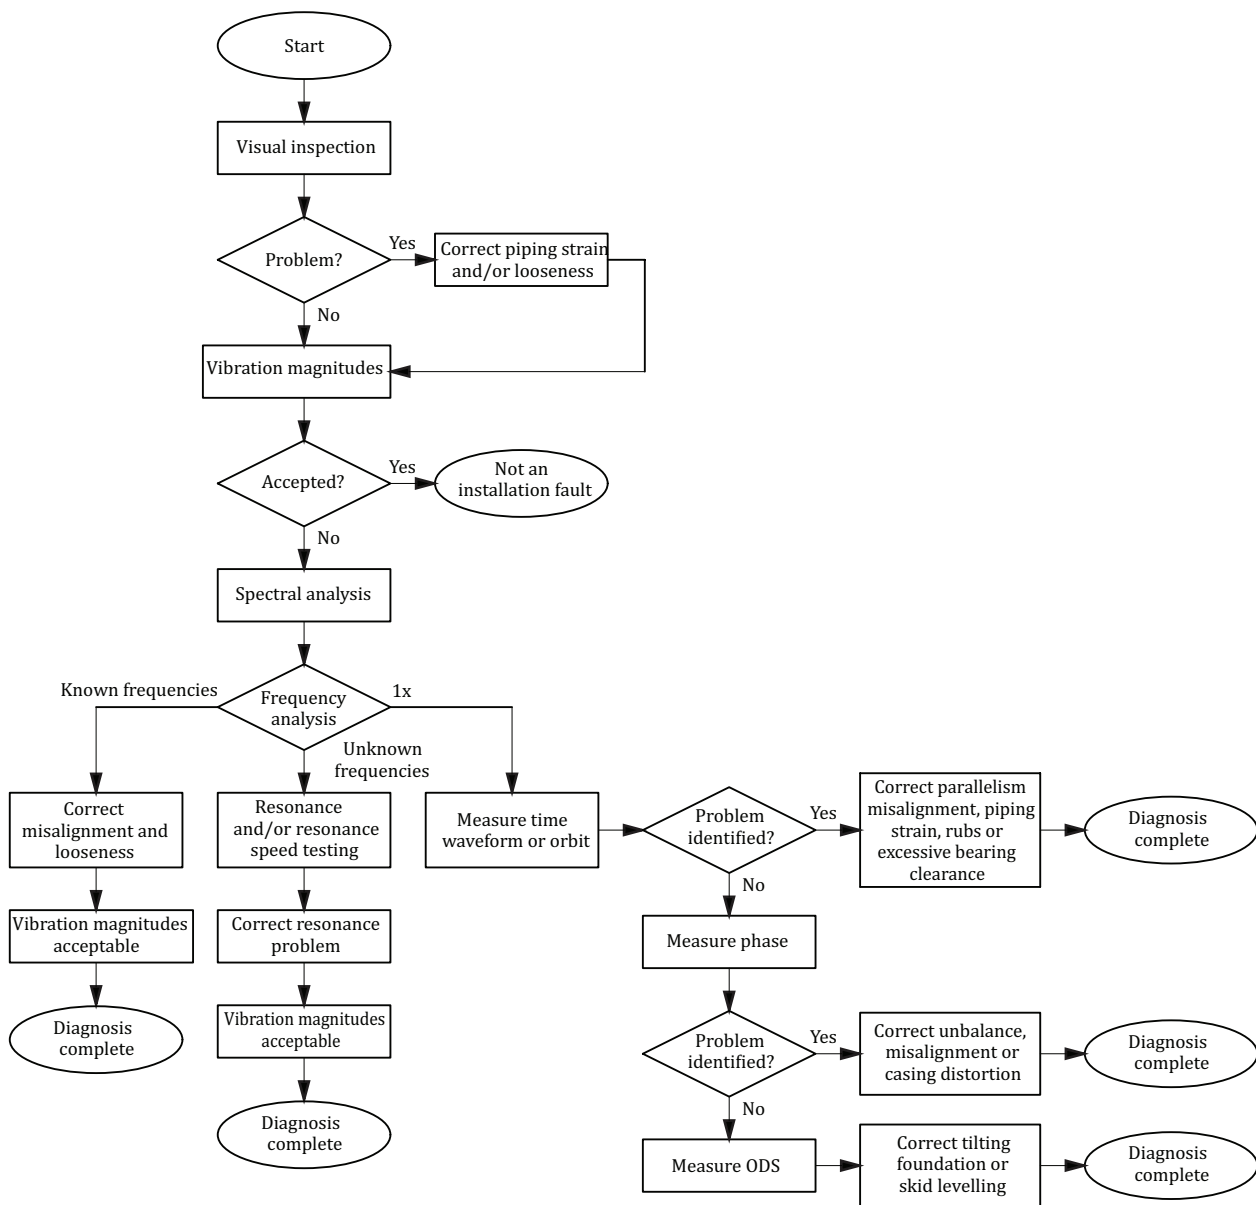 Start
Visual inspection
Problem?
Yes
Correct piping strain
and/or looseness
No
Vibration magnitudes
Accepted?
Yes
Not an
installation fault
No
Spectral analysis
Known frequencies
Frequency
analysis
1x
Unknown
frequencies
Correct
misalignment and
looseness
Vibration magnitudes
acceptable
Diagnosis
complete
Resonance
and/or resonance
speed testing
Correct resonance
problem
Vibration magnitudes
acceptable
Diagnosis
complete
Measure time
waveform or orbit
Problem
identified?
Yes
Correct parallelism
misalignment, piping
strain, rubs or
excessive bearing
clearance
Diagnosis
complete
No
Measure phase
Problem
identified?
Yes
Correct unbalance,
misalignment or
casing distortion
Diagnosis
complete
No
Measure ODS
Correct tilting
foundation or
skid levelling
Diagnosis
complete